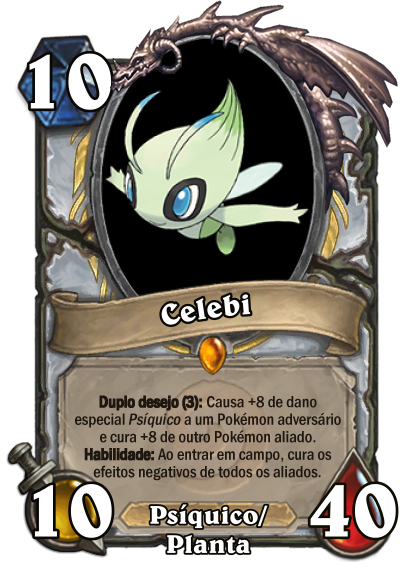 10
Celebi
Duplo desejo (3): Causa +8 de dano
especial Psíquico a um Pokémon adversário
e cura +8 de outro Pokémon aliado.
Habilidade: Ao entrar em campo, cura os
efeitos negativos de todos os aliados.
10
Psíquico/
Planta
40